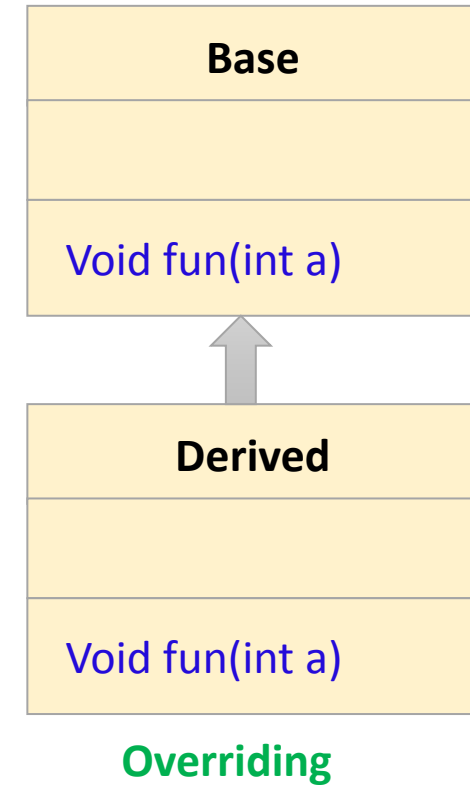 Base
Void fun(int a)
Derived
Void fun(int a)
Overriding